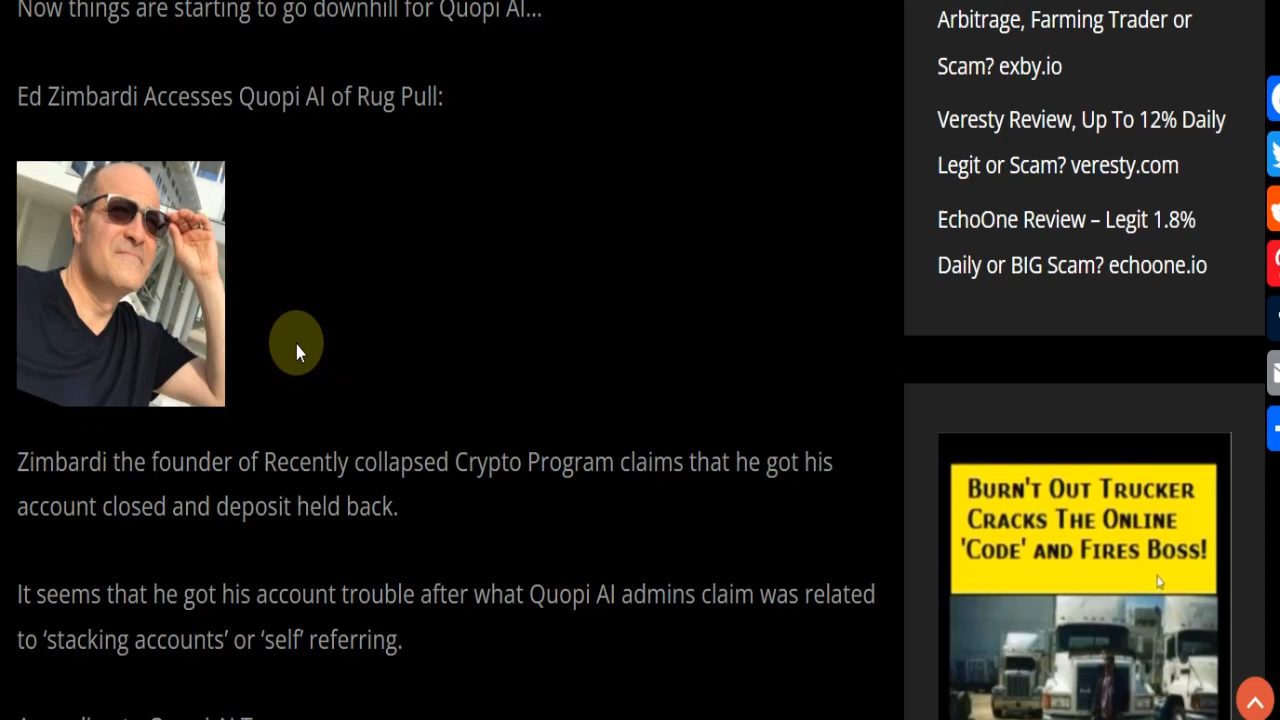 Now things are starting to go downhill for Quopi AI...
Ed Zimbardi Accesses Quopi AI of Rug Pull:
Zimbardi the founder of Recently collapsed Crypto Program claims that he got his
account closed and deposit held back.
It seems that he got his account trouble after what Quopi AI admins claim was related
to ‘stacking accounts’ or ‘self’ referring.
Arbitrage, Farming Trader or
Scam? exby.io
Veresty Review, Up To 12% Daily
Legit or Scam? veresty.com
EchoOne Review – Legit 1.8%
Daily or BIG Scam? echoone.io
BURN'T OUT TRUCKER
CRACKS THE ONLINE
'CODE' AND FIRES BOSS!